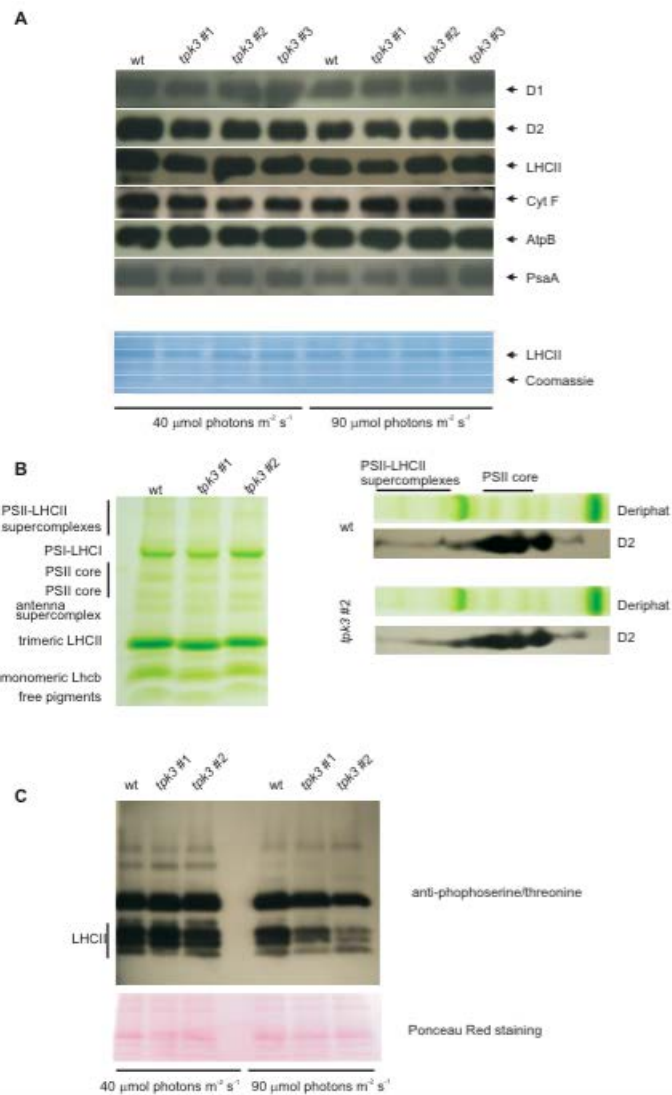 A
wt tpk3 #1 tpk3 #2 tpk3 #3 wt tpk3 #1 tpk3 #2 tpk3 #3
D1
D2
LHCII
Cyt F
AtpB
PsaA
LHCII
Coomassie
40 μmol photons m⁻² s⁻¹ 90 μmol photons m⁻² s⁻¹
B
wt tpk3 #1 tpk3 #2
PSII-LHCII
supercomplexes
PSI-LHCI
PSII core
PSII core
antenna
supercomplex
trimeric LHCII
monomeric Lhcb
free pigments
PSII-LHCII
supercomplexes
PSII core
wt
Deriphat
D2
tpk3 #2
Deriphat
D2
C
wt tpk3 #1 tpk3 #2 wt tpk3 #1 tpk3 #2
anti-phophoserine/threonine
LHCII
Ponceau Red staining
40 μmol photons m⁻² s⁻¹ 90 μmol photons m⁻² s⁻¹